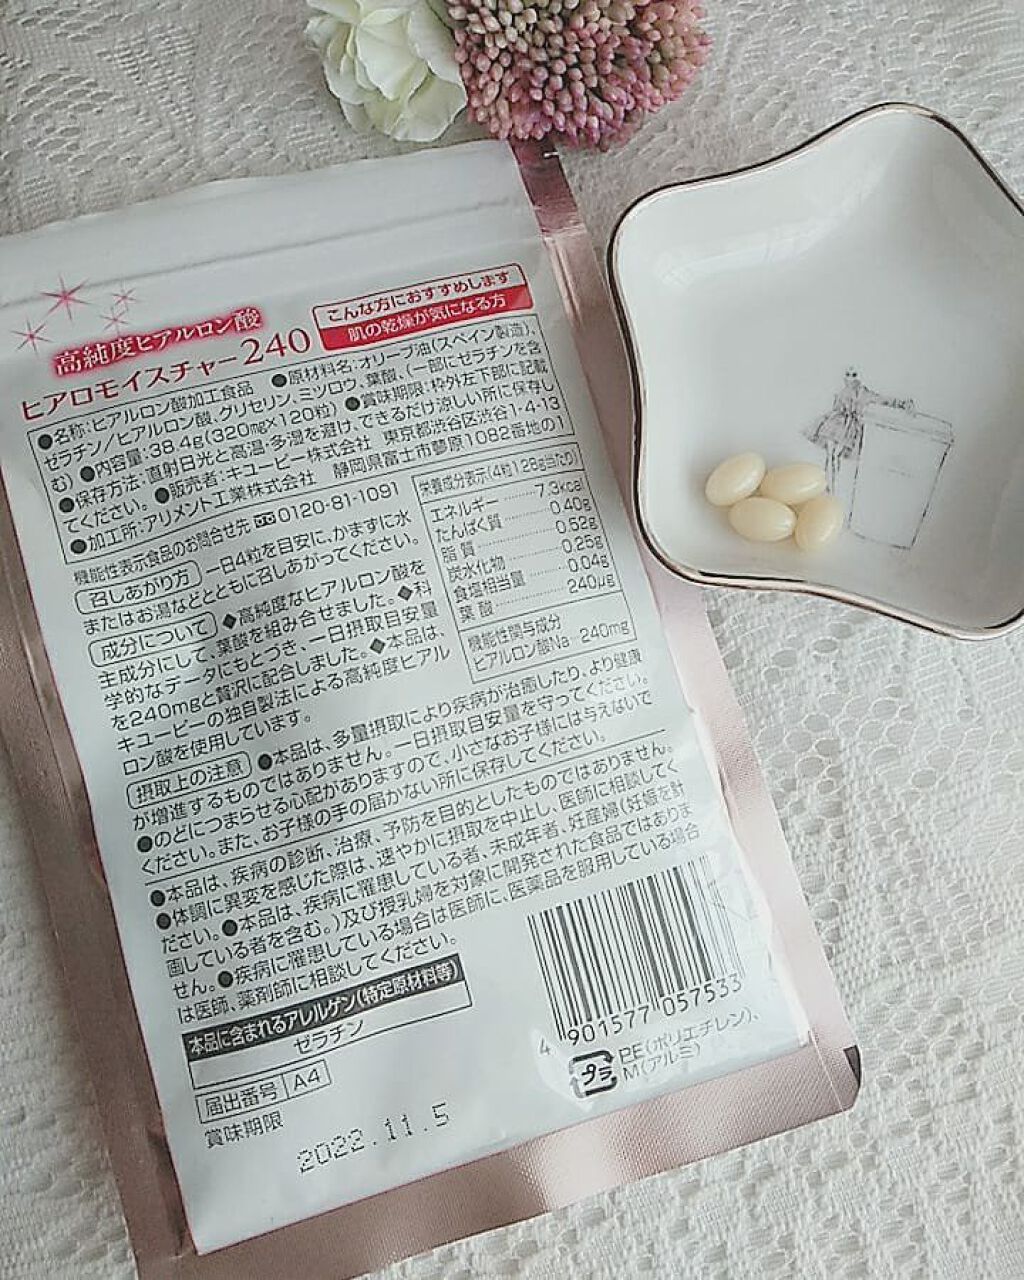 高純度ヒアルロン酸
ヒアロモイスチャー240
こんな方におすすめします
肌の乾燥が気になる方
●名称:ヒアルロン酸加工食品 ●原材料名:オリーブ油(スペイン製造)、
ゼラチン/ヒアルロン酸、グリセリン、ミツロウ、葉酸、(一部にゼラチンを含
む) ●内容量:38.4g(320mg×120粒) ●賞味期限:枠外左下部に記載
●保存方法:直射日光と高温・多湿を避け、できるだけ涼しい所に保存し
てください。 ●販売者:キユーピー株式会社 東京都渋谷区渋谷1-4-13
●加工所:アリメント工業株式会社 静岡県富士市蓼原1082番地の1
機能性表示食品のお問合せ先 0120-81-1091
召しあがり方 一日4粒を目安に、かまずに水
またはお湯などとともに召しあがってください。
成分について ◆高純度なヒアルロン酸を
主成分にして、葉酸を組み合せました。◆科
学的なデータにもとづき、一日摂取目安量
を240mgと贅沢に配合しました。◆本品は、
キユーピーの独自製法による高純度ヒアル
ロン酸を使用しています。
栄養成分表示(4粒1.28gあたり)
エネルギー 7.3kcal
たんぱく質 0.40g
脂質 0.52g
炭水化物 0.25g
食塩相当量 0.04g
葉酸 240μg
機能性関与成分
ヒアルロン酸Na 240mg
摂取上の注意 ●本品は、多量摂取により疾病が治癒したり、より健康
が増進するものではありません。一日摂取目安量を守ってください。
●のどにつまらせる心配がありますので、小さなお子様には与えないで
ください。また、お子様の手の届かない所に保存してください。
●本品は、疾病の診断、治療、予防を目的としたものではありません。
●体調に異変を感じた際は、速やかに摂取を中止し、医師に相談してく
ださい。●本品は、疾病に罹患している者、未成年者、妊産婦(妊娠を計
画している者を含む。)及び授乳婦を対象に開発された食品ではありま
せん。●疾病に罹患している場合は医師に、医薬品を服用している場合
は医師、薬剤師に相談してください。
本品に含まれるアレルゲン(特定原材料等)
ゼラチン
届出番号 A4
賞味期限
2022.11.5
4 901577 057533
プラ
PE(ポリエチレン)、
M(アルミ)